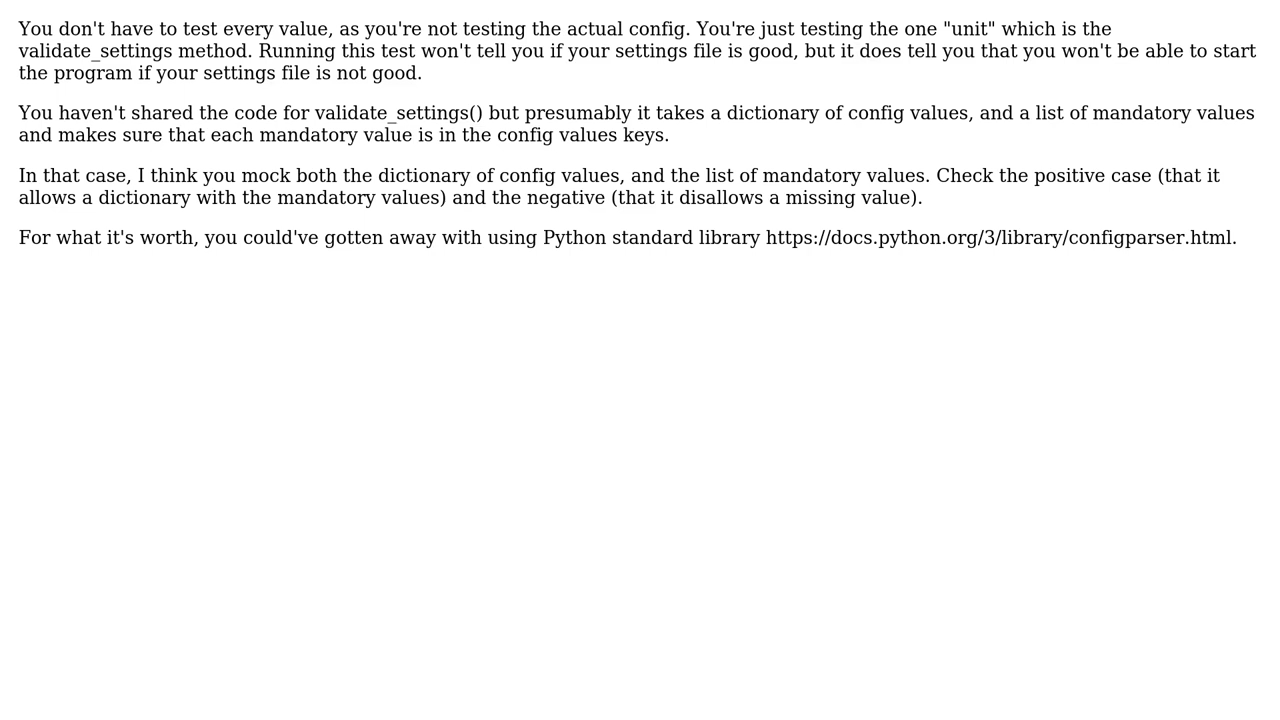 You don't have to test every value, as you're not testing the actual config. You're just testing the one "unit" which is the
validate_settings method. Running this test won't tell you if your settings file is good, but it does tell you that you won't be able to start
the program if your settings file is not good.
You haven't shared the code for validate_settings() but presumably it takes a dictionary of config values, and a list of mandatory values
and makes sure that each mandatory value is in the config values keys.
In that case, I think you mock both the dictionary of config values, and the list of mandatory values. Check the positive case (that it
allows a dictionary with the mandatory values) and the negative (that it disallows a missing value).
For what it's worth, you could've gotten away with using Python standard library https://docs.python.org/3/library/configparser.html.